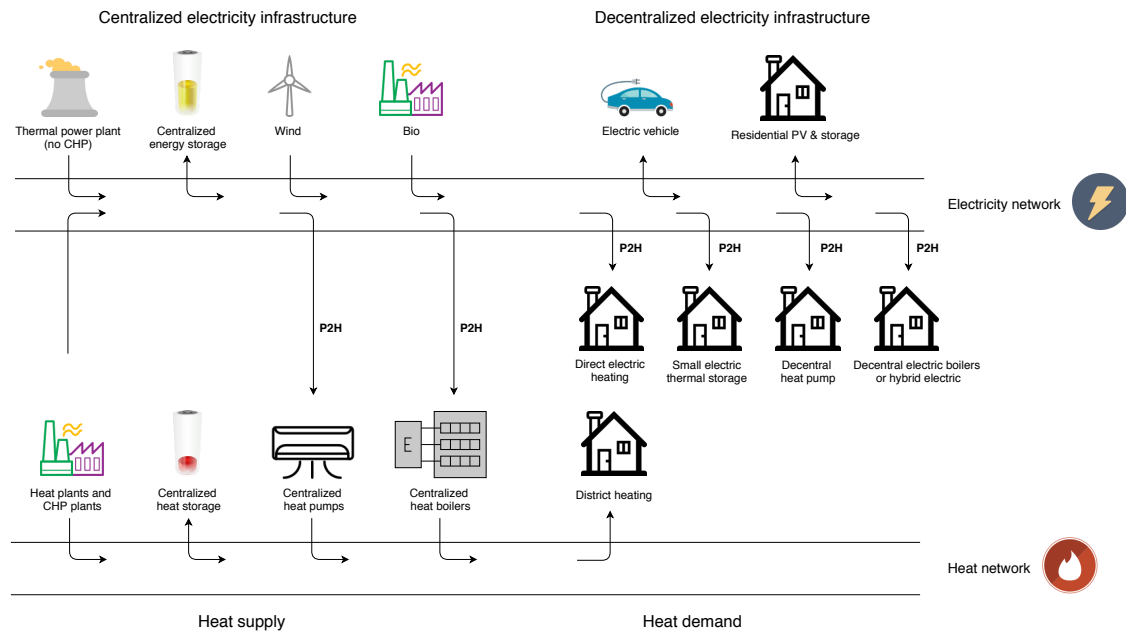 Centralized electricity infrastructure
Decentralized electricity infrastructure
Thermal power plant
(no CHP)
Centralized
energy storage
Wind
Bio
Electric vehicle
Residential PV & storage
Electricity network
P2H
P2H
P2H
P2H
P2H
P2H
Direct electric
heating
Small electric
thermal storage
Decentral
heat pump
Decentral electric boilers
or hybrid electric
E
Heat plants and
CHP plants
Centralized
heat storage
Centralized
heat pumps
Centralized
heat boilers
District heating
Heat network
Heat supply
Heat demand